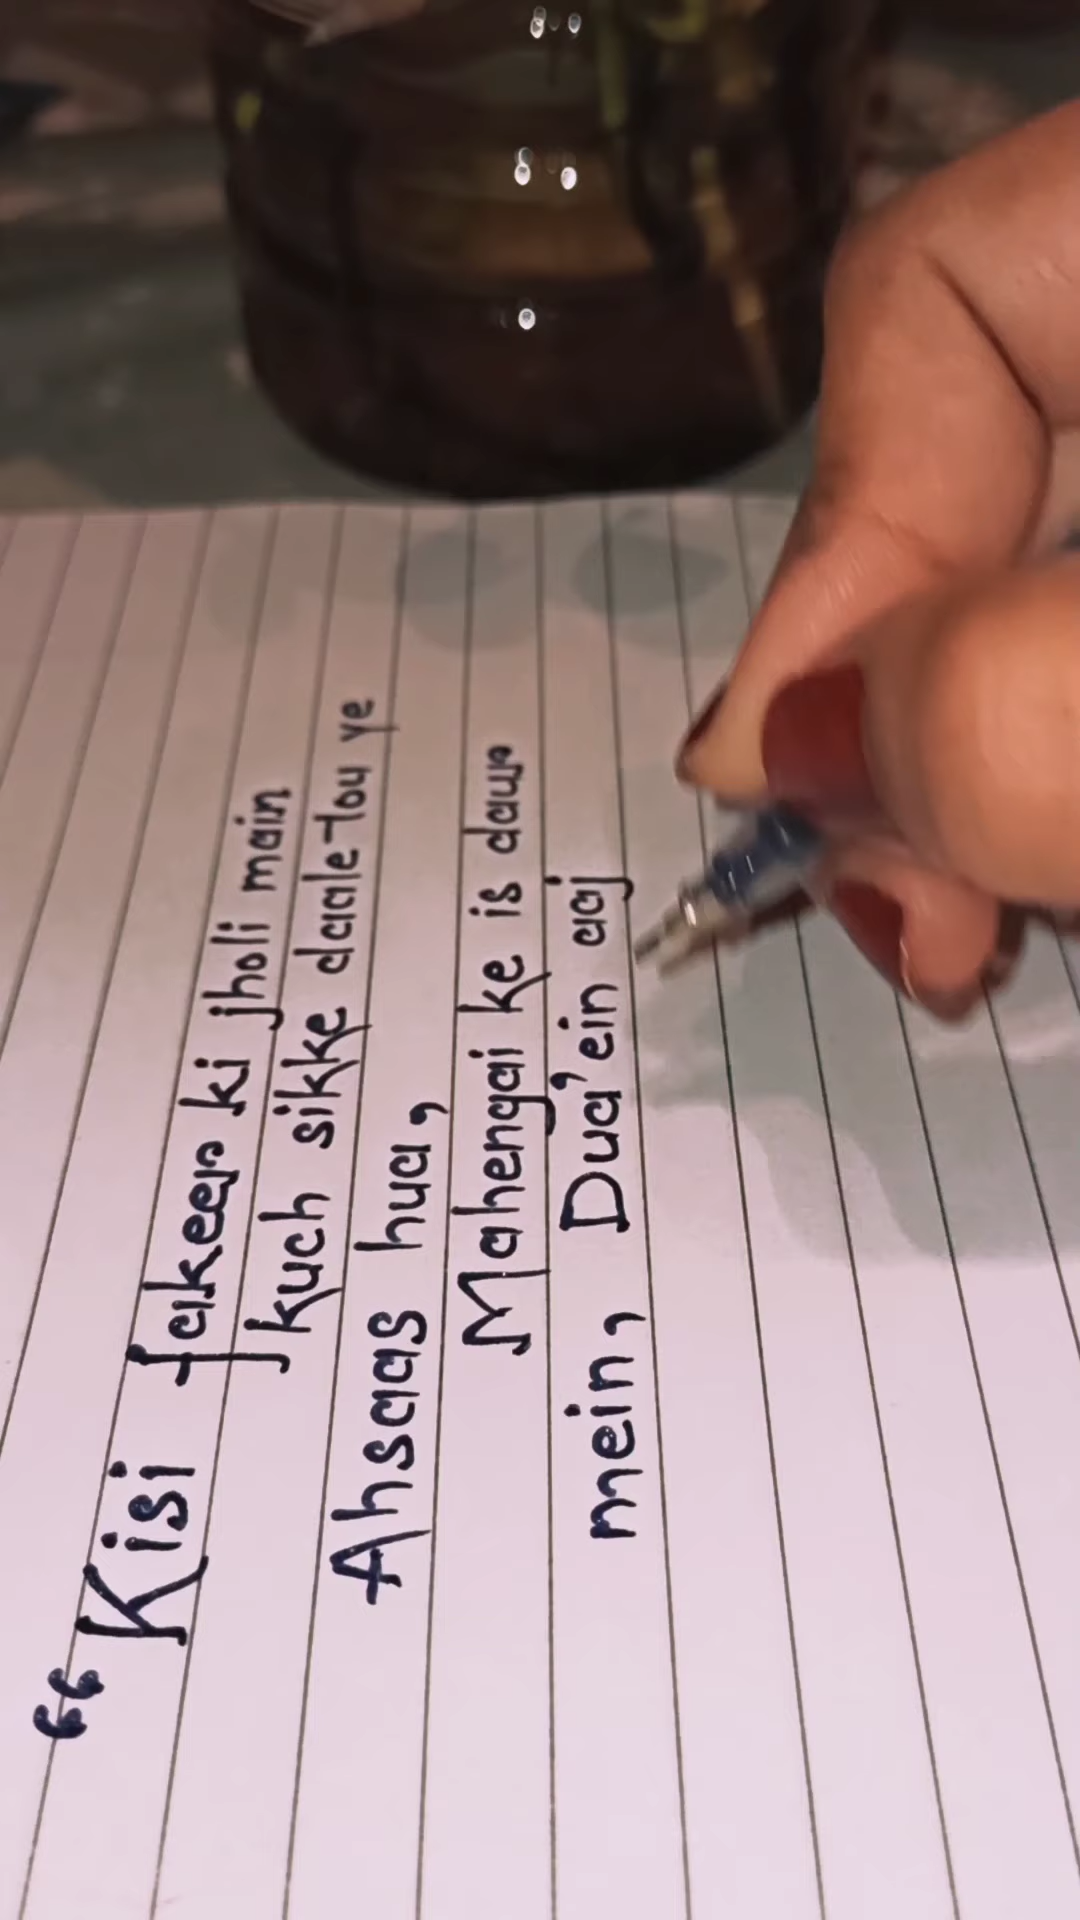 “Kisi fakeer ki jholi main
kuch sikke daale tou ye
Ahsaas hua,
Mahengai ke is daur
mein, Dua'ein aaj